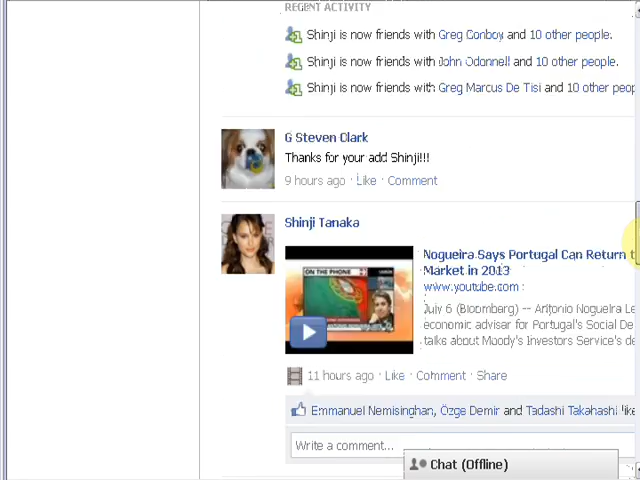 RECENT ACTIVITY
Shinji is now friends with Greg Conboy and 10 other people.
Shinji is now friends with John Odonnell and 10 other people.
Shinji is now friends with Greg Marcus De Tisi and 10 other peop
G Steven Clark
Thanks for your add Shinji!!!
9 hours ago · Like · Comment
Shinji Tanaka
ON THE PHONE
Nogueira Says Portugal Can Return t
Market in 2013
www.youtube.com
July 6 (Bloomberg) -- Antonio Nogueira Le
economic advisor for Portugal's Social De
talks about Moody's Investors Service's de
11 hours ago · Like · Comment · Share
Emmanuel Nemisinghan, Özge Demir and Tadashi Takahashi like
Write a comment...
Chat (Offline)